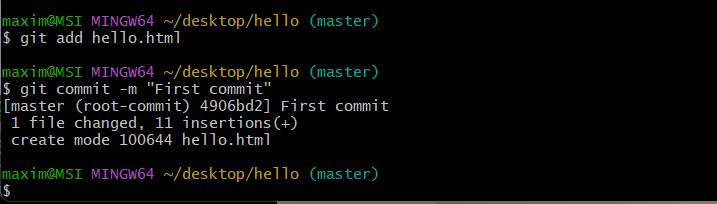 maxim@MSI MINGW64 ~/desktop/hello (master)
$ git add hello.html
maxim@MSI MINGW64 ~/desktop/hello (master)
$ git commit -m "First commit"
[master (root-commit) 4906bd2] First commit
 1 file changed, 11 insertions(+)
 create mode 100644 hello.html
maxim@MSI MINGW64 ~/desktop/hello (master)
$